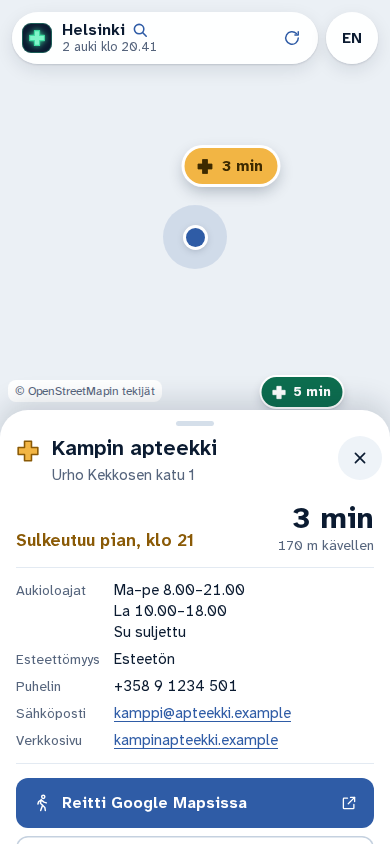 Helsinki
2 auki klo 20.41
EN
3 min
© OpenStreetMapin tekijät
5 min
Kampin apteekki
Urho Kekkosen katu 1
Sulkeutuu pian, klo 21
3 min
170 m kävellen
Aukioloajat
Ma–pe 8.00–21.00
La 10.00–18.00
Su suljettu
Esteettömyys
Esteetön
Puhelin
+358 9 1234 501
Sähköposti
kamppi@apteekki.example
Verkkosivu
kampinapteekki.example
Reitti Google Mapsissa